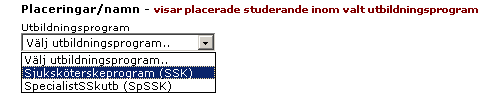 Placeringar/namn - visar placerade studerande inom valt utbildningsprogram
Utbildningsprogram
Välj utbildningsprogram..
Välj utbildningsprogram..
Sjuksköterskeprogram (SSK)
SpecialistSSkutb (SpSSK)